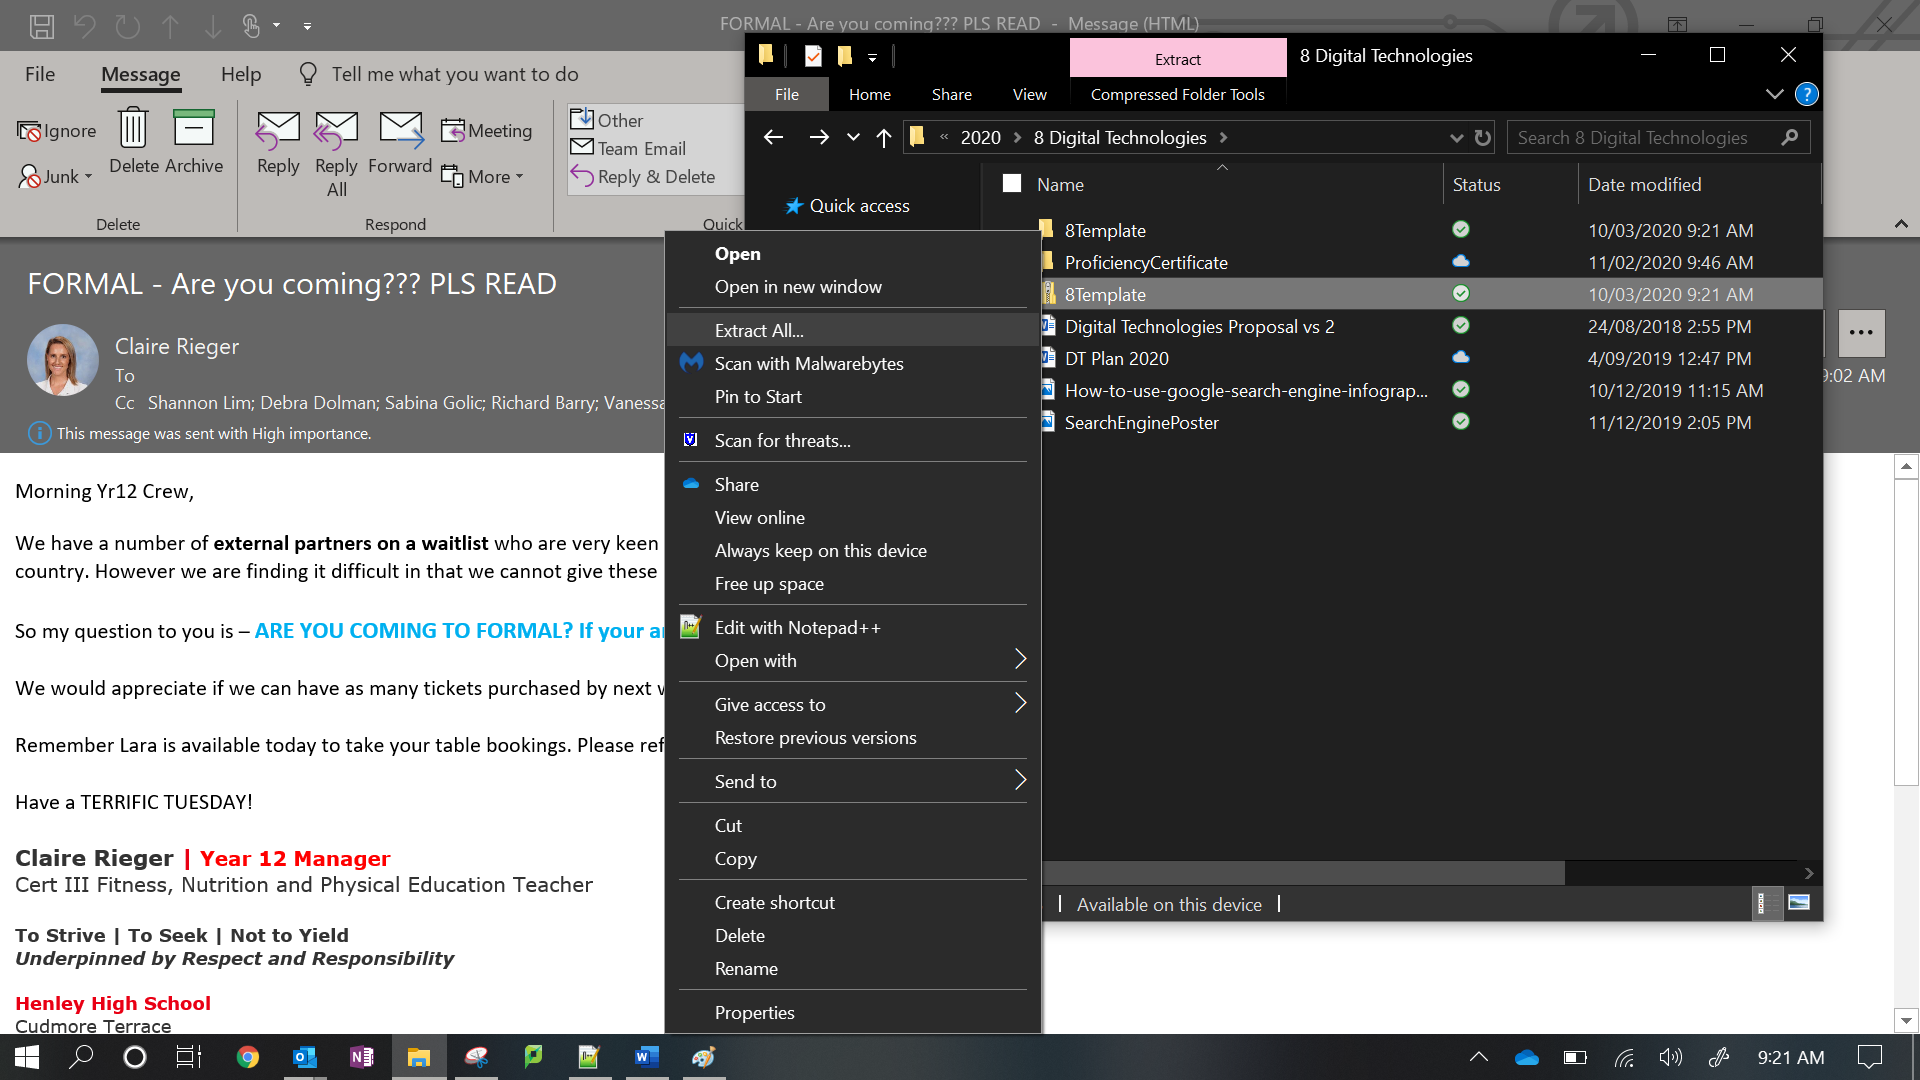 FORMAL - Are you coming??? PLS READ - Message (HTML)
File Message Help Tell me what you want to do
Ignore
Junk
Delete
Archive
Delete
Reply
Reply All
Forward
Meeting
More
Respond
Other
Team Email
Reply & Delete
Quick
FORMAL - Are you coming??? PLS READ
Claire Rieger
To
Cc Shannon Lim; Debra Dolman; Sabina Golic; Richard Barry; Vanessa
This message was sent with High importance.
9:02 AM
Morning Yr12 Crew,
We have a number of external partners on a waitlist who are very keen
country. However we are finding it difficult in that we cannot give these
So my question to you is – ARE YOU COMING TO FORMAL? If your
We would appreciate if we can have as many tickets purchased by next
Remember Lara is available today to take your table bookings. Please
Have a TERRIFIC TUESDAY!
Claire Rieger | Year 12 Manager
Cert III Fitness, Nutrition and Physical Education Teacher
To Strive | To Seek | Not to Yield
Underpinned by Respect and Responsibility
Henley High School
Cudmore Terrace
Extract
8 Digital Technologies
File Home Share View Compressed Folder Tools
?
« 2020 > 8 Digital Technologies >
Search 8 Digital Technologies
Quick access
Name Status Date modified
8Template 10/03/2020 9:21 AM
ProficiencyCertificate 11/02/2020 9:46 AM
8Template 10/03/2020 9:21 AM
Digital Technologies Proposal vs 2 24/08/2018 2:55 PM
DT Plan 2020 4/09/2019 12:47 PM
How-to-use-google-search-engine-infograp... 10/12/2019 11:15 AM
SearchEnginePoster 11/12/2019 2:05 PM
Available on this device
Open
Open in new window
Extract All...
Scan with Malwarebytes
Pin to Start
Scan for threats...
Share
View online
Always keep on this device
Free up space
Edit with Notepad++
Open with
Give access to
Restore previous versions
Send to
Cut
Copy
Create shortcut
Delete
Rename
Properties
9:21 AM